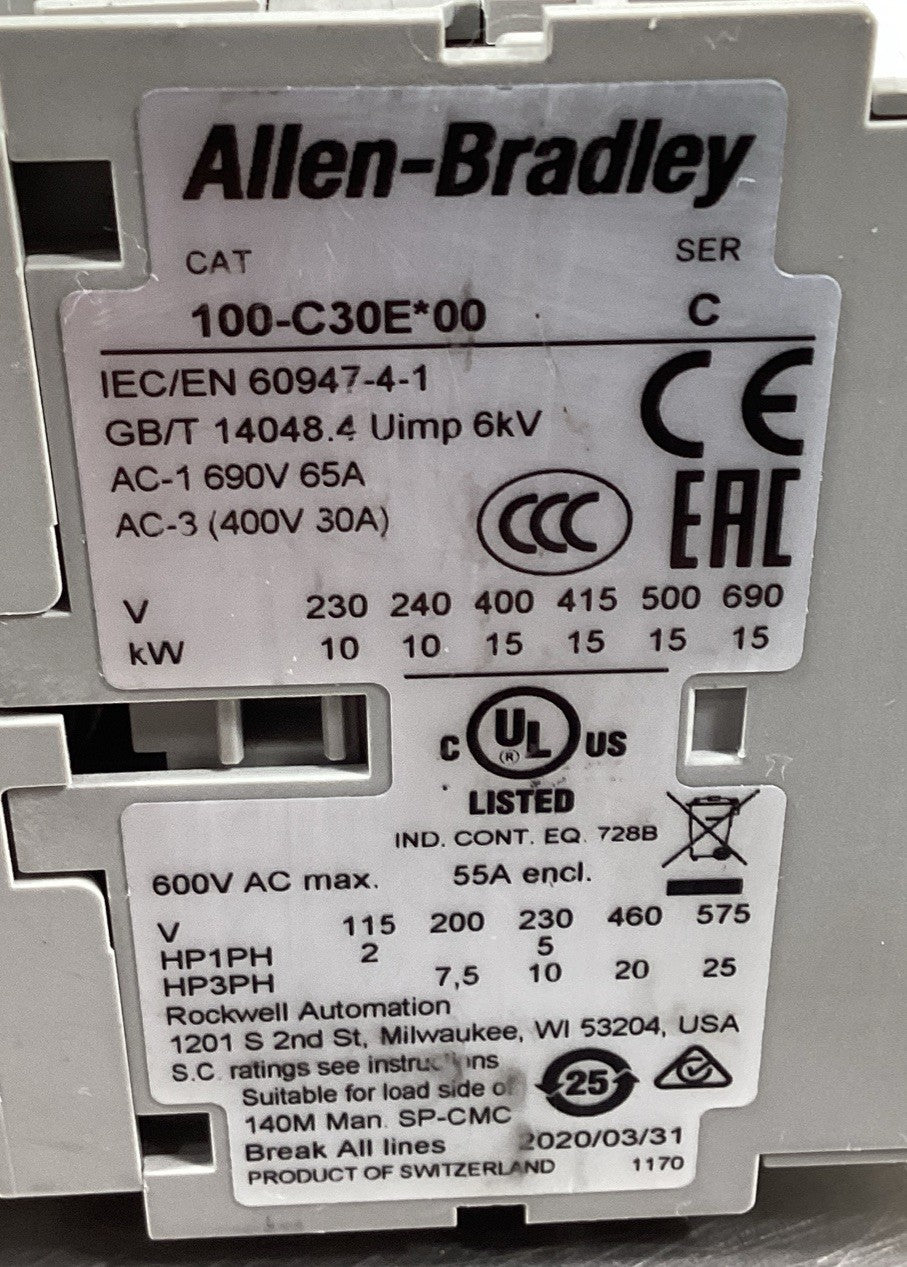 Allen-Bradley
CAT SER
100-C30E*00 C
IEC/EN 60947-4-1
GB/T 14048.4 Uimp 6kV
AC-1 690V 65A
AC-3 (400V 30A)
CE
CCC
EAC
V 230 240 400 415 500 690
kW 10 10 15 15 15 15
C UL US
(R)
LISTED
IND. CONT. EQ. 728B
600V AC max. 55A encl.
V 115 200 230 460 575
HP1PH 2 5
HP3PH 7,5 10 20 25
Rockwell Automation
1201 S 2nd St, Milwaukee, WI 53204, USA
S.C. ratings see instructions
Suitable for load side of
140M Man. SP-CMC
25
Break All lines 2020/03/31
PRODUCT OF SWITZERLAND 1170